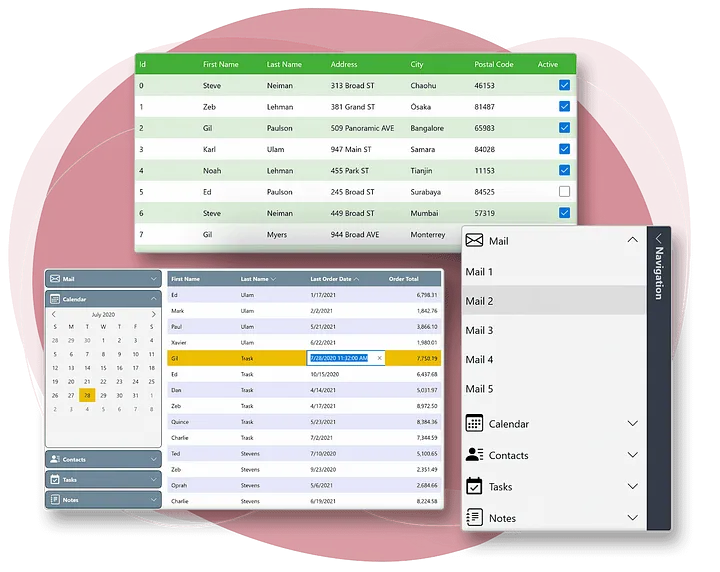 Id First Name Last Name Address City Postal Code Active
0 Steve Neiman 313 Broad ST Chaohu 46153
1 Zeb Lehman 381 Grand ST Osaka 81487
2 Gil Paulson 509 Panoramic AVE Bangalore 65983
3 Karl Ulam 947 Main ST Samara 84028
4 Noah Lehman 455 Park ST Tianjin 11153
5 Ed Paulson 245 Broad ST Surabaya 84525
6 Steve Neiman 449 Broad ST Mumbai 57319
7 Gil Myers 944 Broad AVE Monterrey
Mail
Calendar
July 2020
S M T W T F S
28 29 30 1 2 3 4
5 6 7 8 9 10 11
12 13 14 15 16 17 18
19 20 21 22 23 24 25
26 27 28 29 30 31 1
2 3 4 5 6 7 8
Contacts
Tasks
Notes
First Name Last Name Last Order Date Order Total
Ed Ulam 1/17/2021 6,798.31
Mark Ulam 2/2/2021 1,842.76
Paul Ulam 5/21/2021 3,866.10
Xavier Ulam 6/22/2021 1,980.01
Gil Trask 7/28/2020 11:32:00 AM 7,750.19
Ed Trask 10/15/2020 6,437.68
Dan Trask 4/14/2021 5,031.97
Zeb Trask 4/17/2021 8,972.50
Quince Trask 5/23/2021 8,384.36
Charlie Trask 7/2/2021 7,344.59
Ted Stevens 7/10/2020 5,100.65
Zeb Stevens 9/23/2020 2,351.49
Oprah Stevens 5/6/2021 2,684.66
Charlie Stevens 6/19/2021 8,224.58
Mail
Mail 1
Mail 2
Mail 3
Mail 4
Mail 5
Calendar
Contacts
Tasks
Notes
Navigation